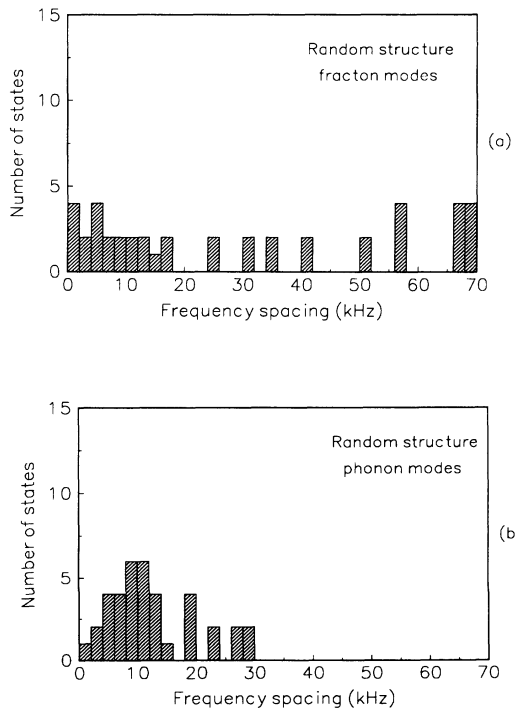 15
10
5
0
Number of states
Random structure
fracton modes
(a)
0 10 20 30 40 50 60 70
Frequency spacing (kHz)
15
10
5
0
Number of states
Random structure
phonon modes
(b
0 10 20 30 40 50 60 70
Frequency spacing (kHz)